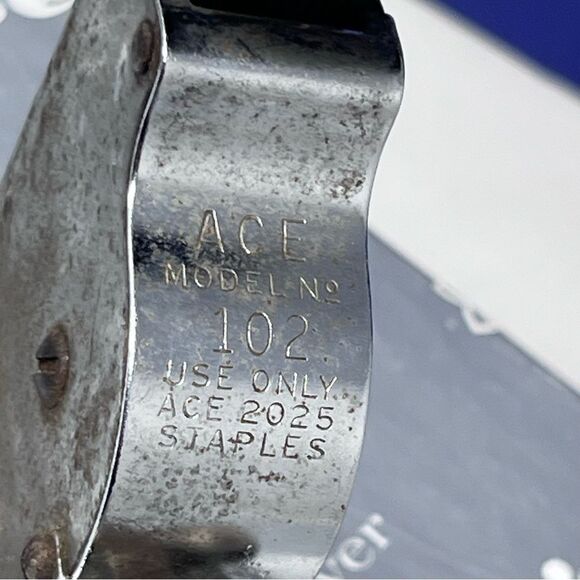 ACE
MODEL Nº
102
USE ONLY
ACE 2025
STAPLES